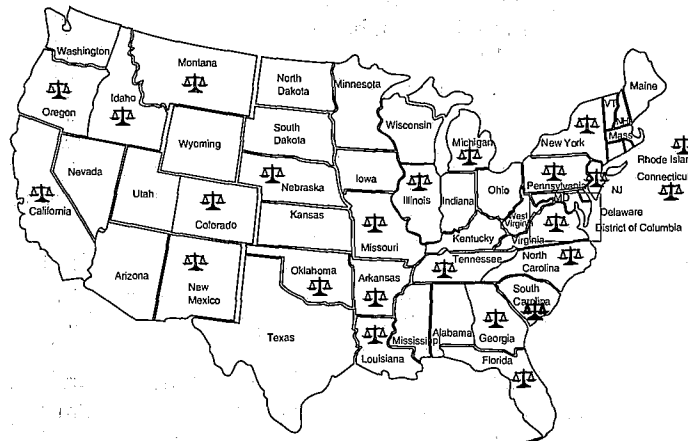 Washington
Montana
North
Dakota
Minnesota
Maine
Oregon
Idaho
South
Dakota
Wisconsin
Michigan
New York
VT
NH
Mass
Rhode Islan
Connecticu
Wyoming
Nebraska
Iowa
Nevada
Utah
Colorado
California
Kansas
Missouri
Illinois
Indiana
Ohio
Pennsylvania
NJ
MD
Delaware
District of Columbia
West
Virginia
Virginia
Kentucky
Tennessee
North
Carolina
Arizona
New
Mexico
Oklahoma
Arkansas
South
Carolina
Texas
Louisiana
Mississippi
Alabama
Georgia
Florida